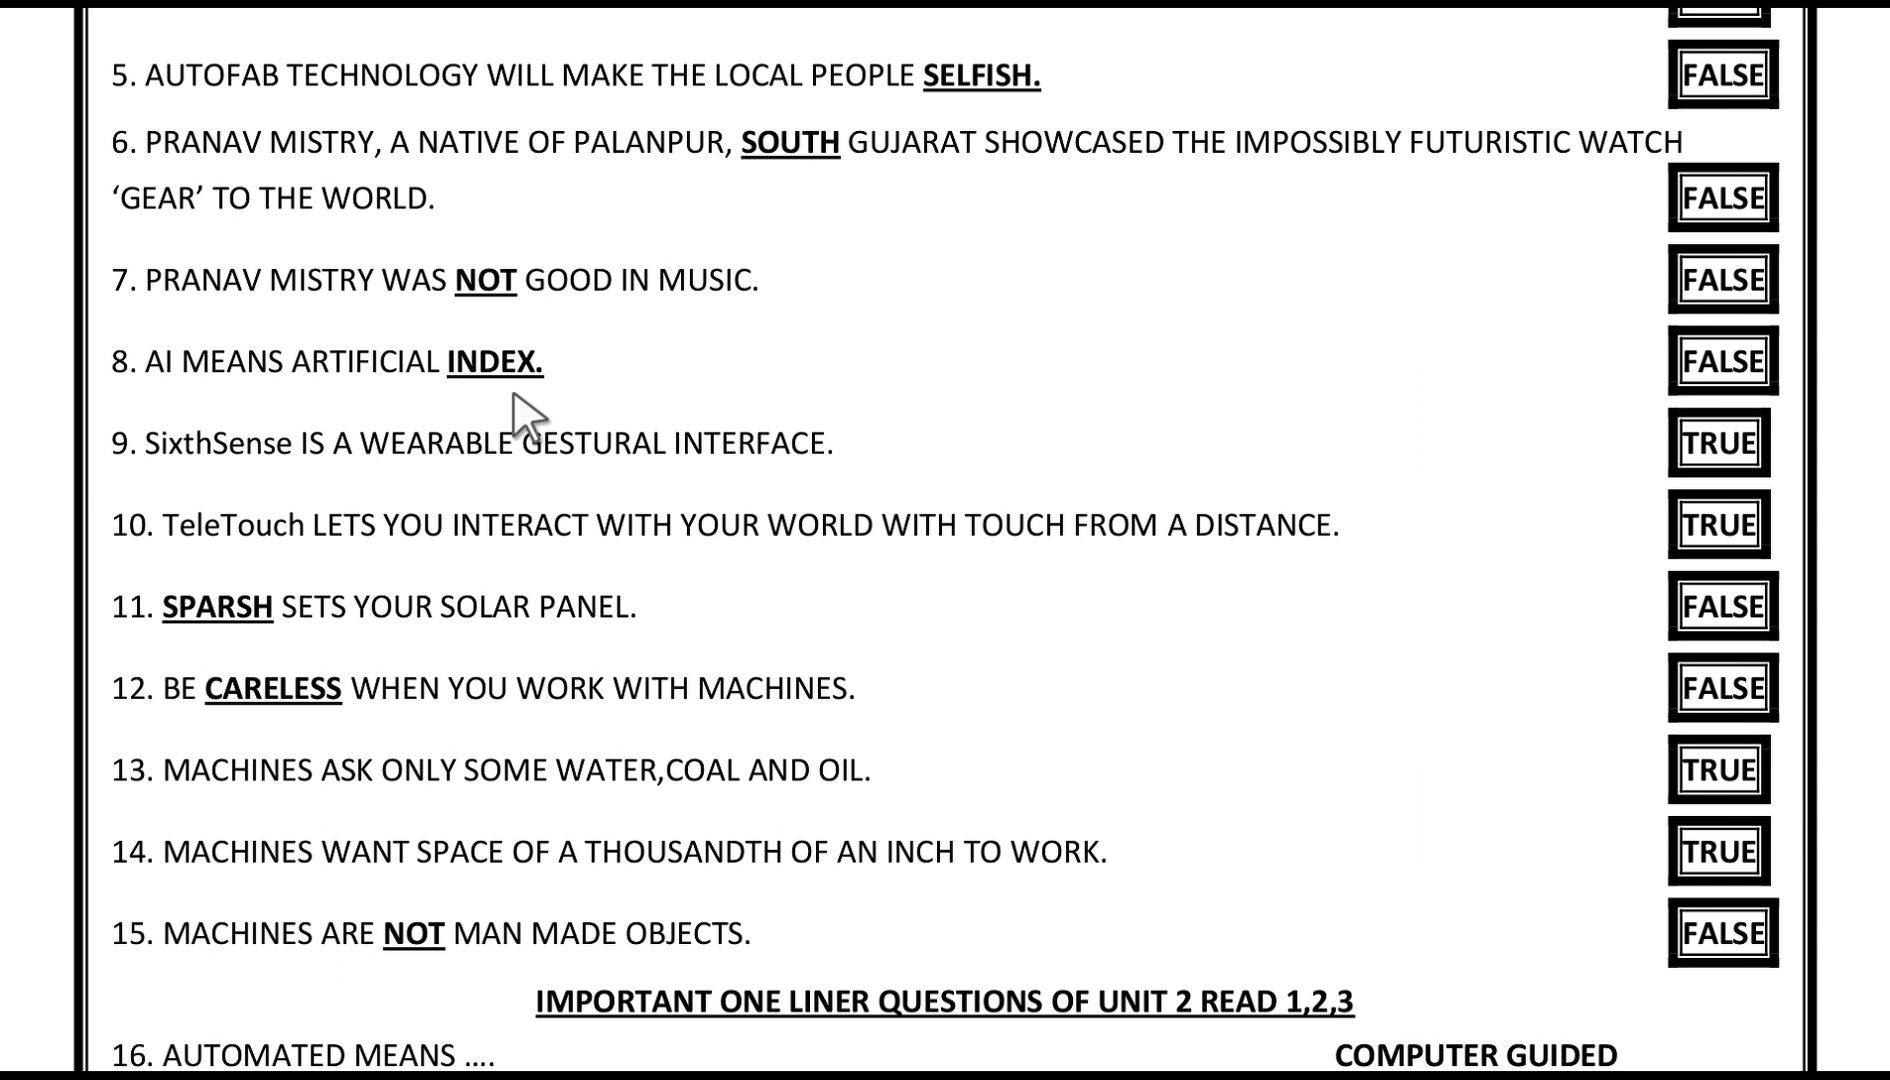 5. AUTOFAB TECHNOLOGY WILL MAKE THE LOCAL PEOPLE SELFISH. FALSE
6. PRANAV MISTRY, A NATIVE OF PALANPUR, SOUTH GUJARAT SHOWCASED THE IMPOSSIBLY FUTURISTIC WATCH
‘GEAR’ TO THE WORLD. FALSE
7. PRANAV MISTRY WAS NOT GOOD IN MUSIC. FALSE
8. AI MEANS ARTIFICIAL INDEX. FALSE
9. SixthSense IS A WEARABLE GESTURAL INTERFACE. TRUE
10. TeleTouch LETS YOU INTERACT WITH YOUR WORLD WITH TOUCH FROM A DISTANCE. TRUE
11. SPARSH SETS YOUR SOLAR PANEL. FALSE
12. BE CARELESS WHEN YOU WORK WITH MACHINES. FALSE
13. MACHINES ASK ONLY SOME WATER,COAL AND OIL. TRUE
14. MACHINES WANT SPACE OF A THOUSANDTH OF AN INCH TO WORK. TRUE
15. MACHINES ARE NOT MAN MADE OBJECTS. FALSE
IMPORTANT ONE LINER QUESTIONS OF UNIT 2 READ 1,2,3
16. AUTOMATED MEANS .... COMPUTER GUIDED